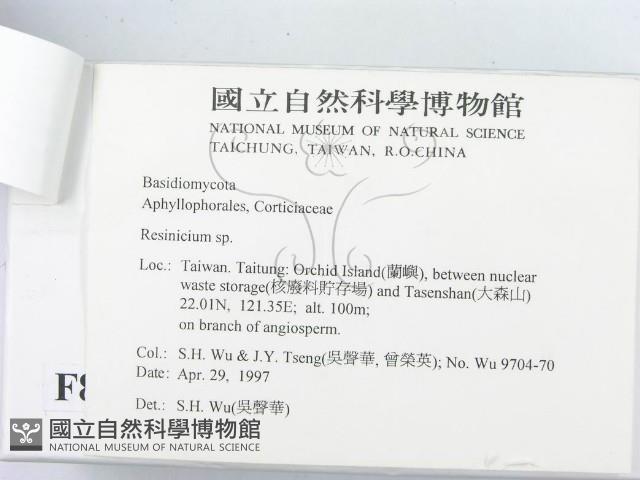 國立自然科學博物館
NATIONAL MUSEUM OF NATURAL SCIENCE
TAICHUNG, TAIWAN, R.O.CHINA
Basidiomycota
Aphyllophorales, Corticiaceae
Resinicium sp.
Loc.: Taiwan. Taitung: Orchid Island(蘭嶼), between nuclear
waste storage(核廢料貯存場) and Tasenshan(大森山)
22.01N, 121.35E; alt. 100m;
on branch of angiosperm.
Col.: S.H. Wu & J.Y. Tseng(吳聲華, 曾榮英); No. Wu 9704-70
Date: Apr. 29, 1997
Det.: S.H. Wu(吳聲華)
國立自然科學博物館
NATIONAL MUSEUM OF NATURAL SCIENCE